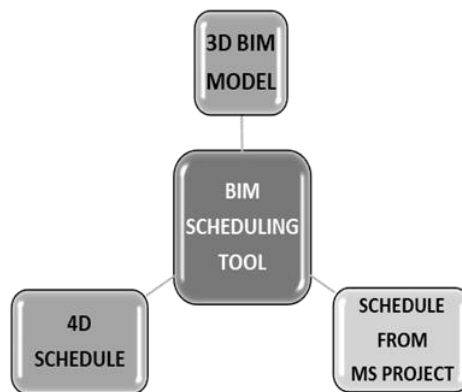 3D BIM
MODEL
BIM
SCHEDULING
TOOL
4D
SCHEDULE
SCHEDULE
FROM
MS PROJECT